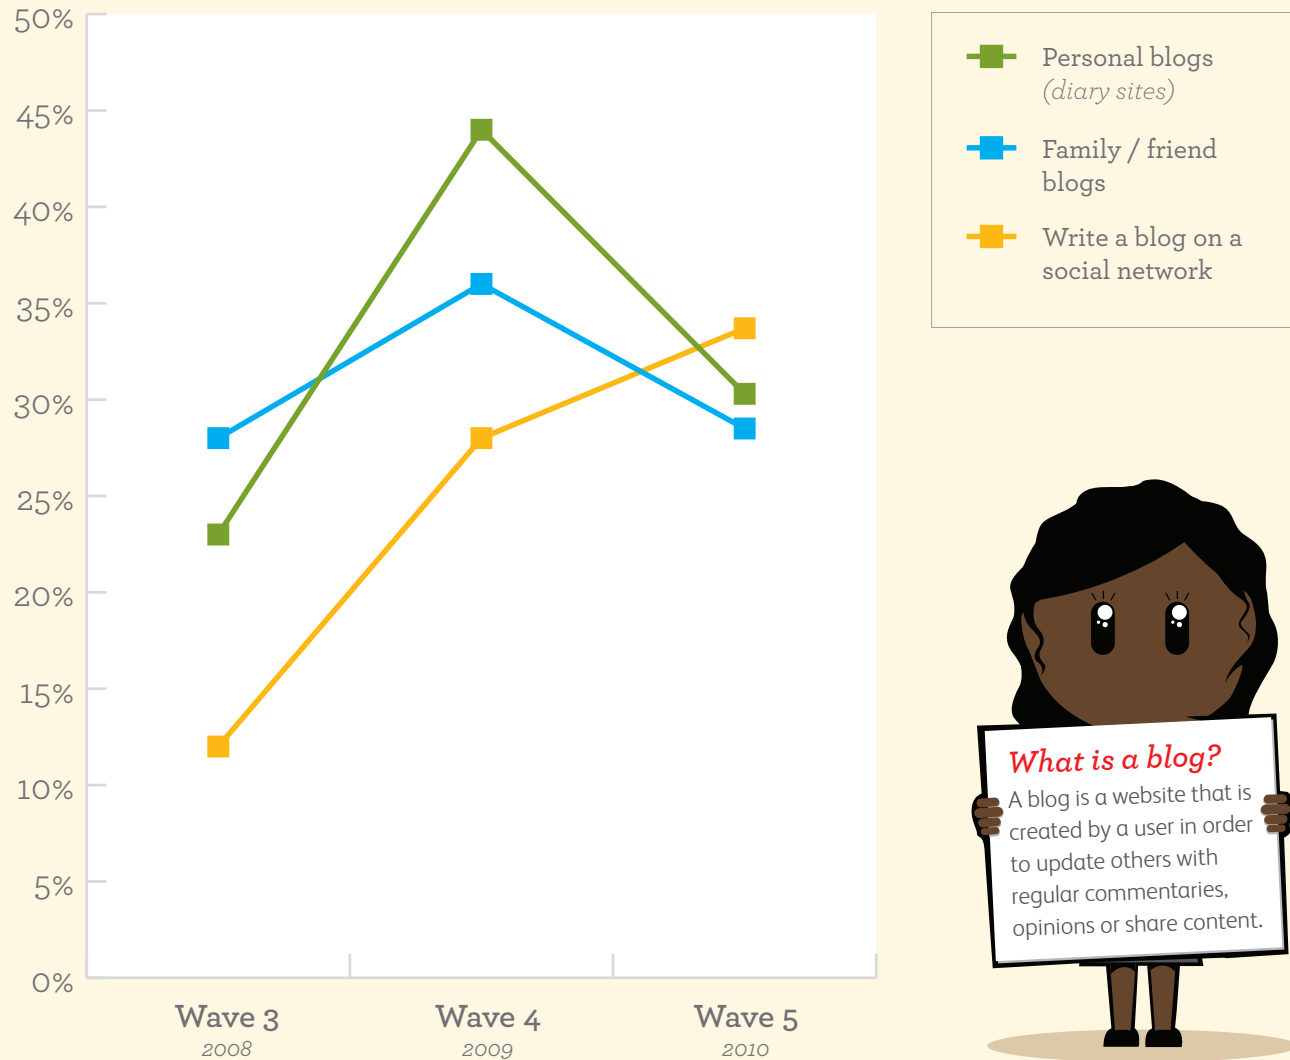 50%
45%
40%
35%
30%
25%
20%
15%
10%
5%
0%
Wave 3
2008
Wave 4
2009
Wave 5
2010
Personal blogs
(diary sites)
Family / friend
blogs
Write a blog on a
social network
What is a blog?
A blog is a website that is
created by a user in order
to update others with
regular commentaries,
opinions or share content.